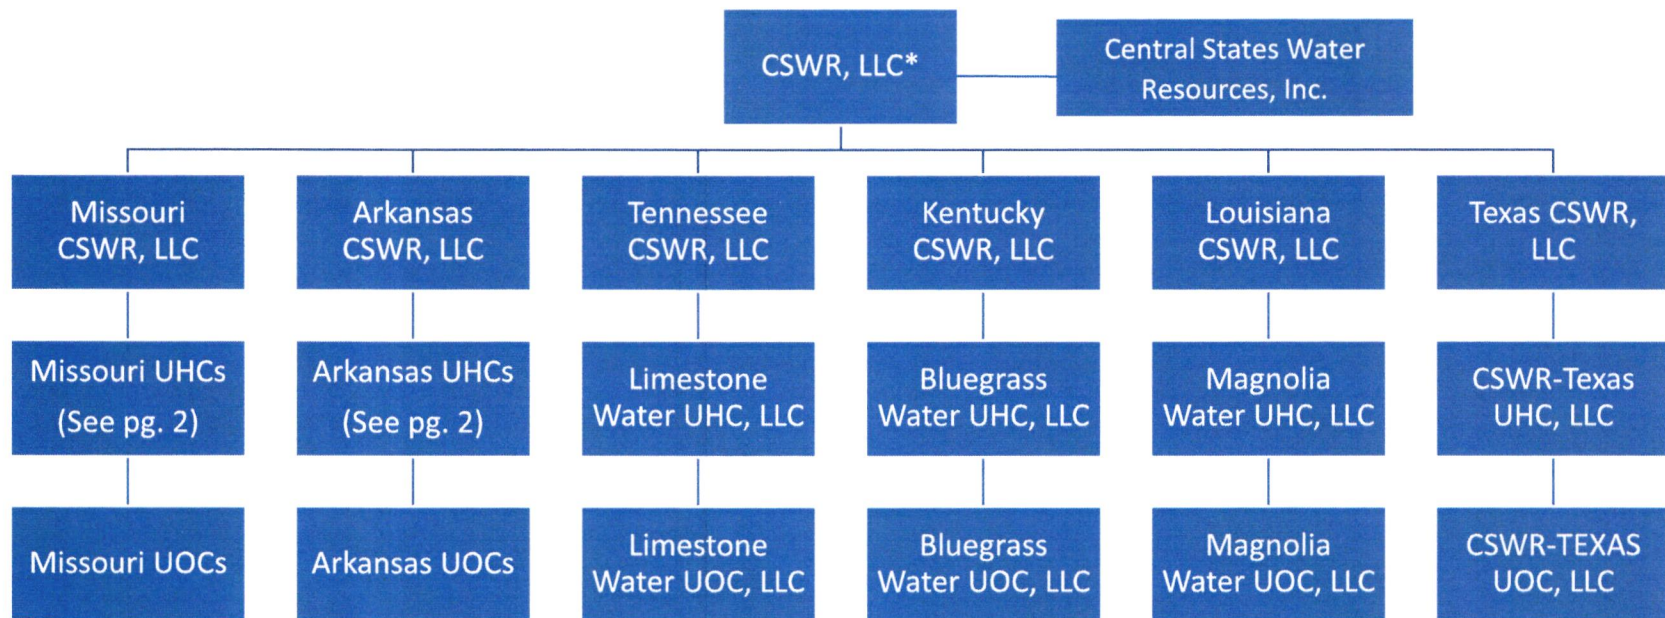 CSWR, LLC*
Central States Water
Resources, Inc.
Missouri
CSWR, LLC
Arkansas
CSWR, LLC
Tennessee
CSWR, LLC
Kentucky
CSWR, LLC
Louisiana
CSWR, LLC
Texas CSWR,
LLC
Missouri UHCs
(See pg. 2)
Arkansas UHCs
(See pg. 2)
Limestone
Water UHC, LLC
Bluegrass
Water UHC, LLC
Magnolia
Water UHC, LLC
CSWR-Texas
UHC, LLC
Missouri UOCs
Arkansas UOCs
Limestone
Water UOC, LLC
Bluegrass
Water UOC, LLC
Magnolia
Water UOC, LLC
CSWR-TEXAS
UOC, LLC